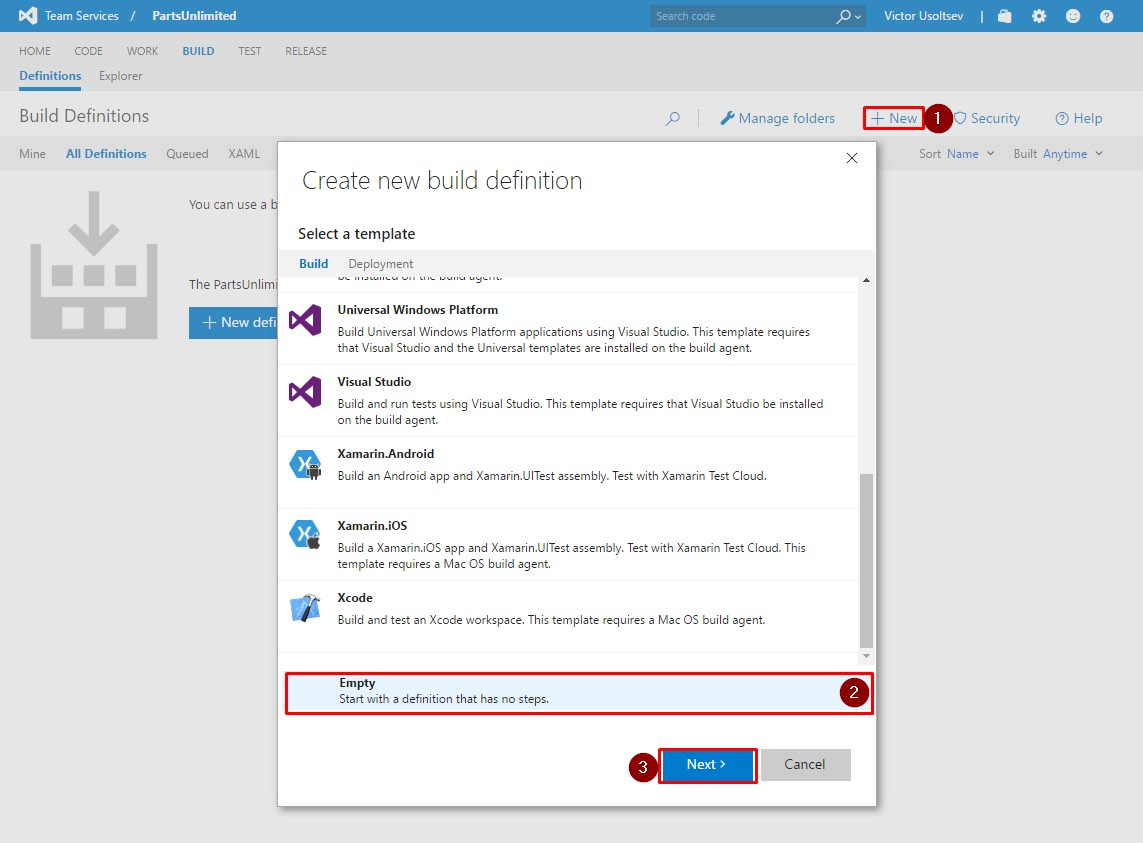 Team Services / PartsUnlimited Search code Victor Usoltsev |
HOME CODE WORK BUILD TEST RELEASE
Definitions Explorer
Build Definitions Manage folders + New 1 Security Help
Mine All Definitions Queued XAML Sort Name Built Anytime
Create new build definition
You can use a b
Select a template
Build Deployment
be installed on the build agent.
The PartsUnlimi
+ New defi
Universal Windows Platform
Build Universal Windows Platform applications using Visual Studio. This template requires
that Visual Studio and the Universal templates are installed on the build agent.
Visual Studio
Build and run tests using Visual Studio. This template requires that Visual Studio be installed
on the build agent.
Xamarin.Android
Build an Android app and Xamarin.UITest assembly. Test with Xamarin Test Cloud.
Xamarin.iOS
Build a Xamarin.iOS app and Xamarin.UITest assembly. Test with Xamarin Test Cloud. This
template requires a Mac OS build agent.
Xcode
Build and test an Xcode workspace. This template requires a Mac OS build agent.
Empty
Start with a definition that has no steps. 2
3 Next > Cancel